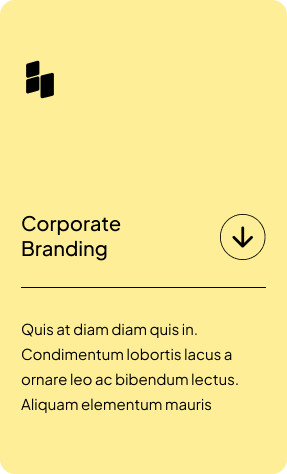 Corporate
Branding
Quis at diam diam quis in.
Condimentum lobortis lacus a
ornare leo ac bibendum lectus.
Aliquam elementum mauris